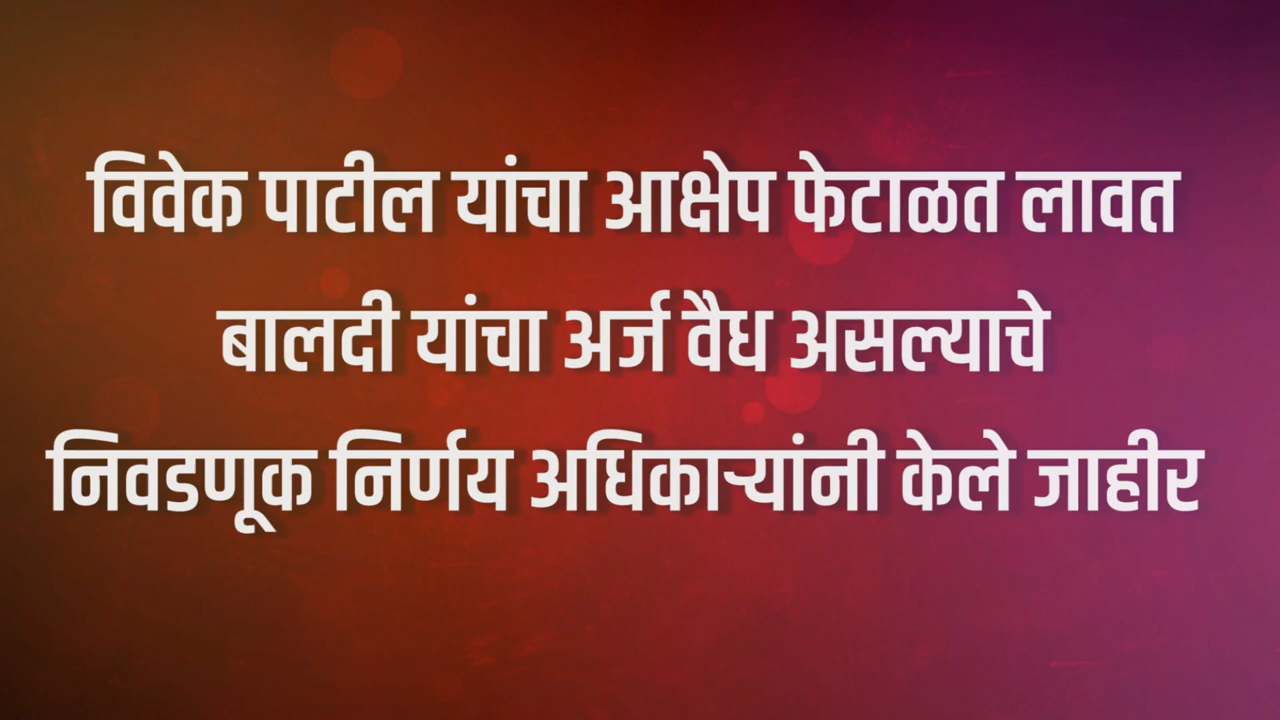 विवेक पाटील यांचा आक्षेप फेटाळत लावत
बालदी यांचा अर्ज वैध असल्याचे
निवडणूक निर्णय अधिकाऱ्यांनी केले जाहीर